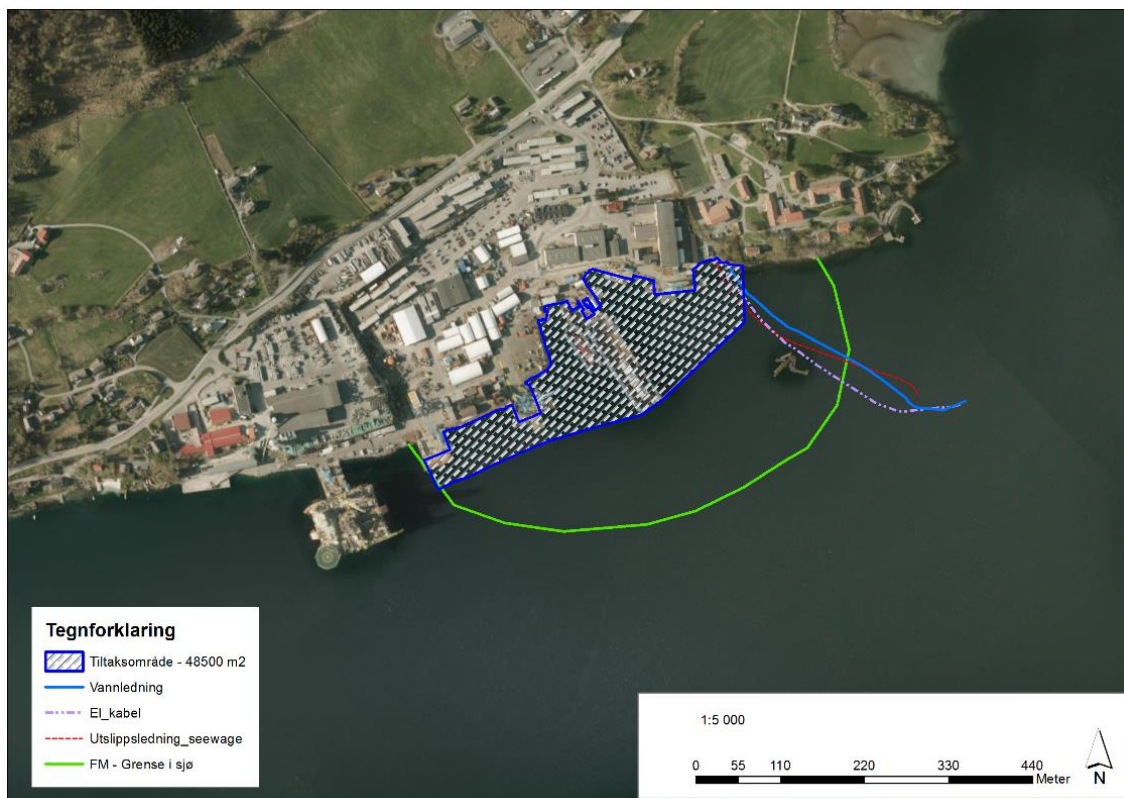 Tegnforklaring
Tiltaksområde - 48500 m2
Vannledning
El_kabel
Utslippsledning_seewage
FM - Grense i sjø
1:5 000
0 55 110 220 330 440
Meter
N